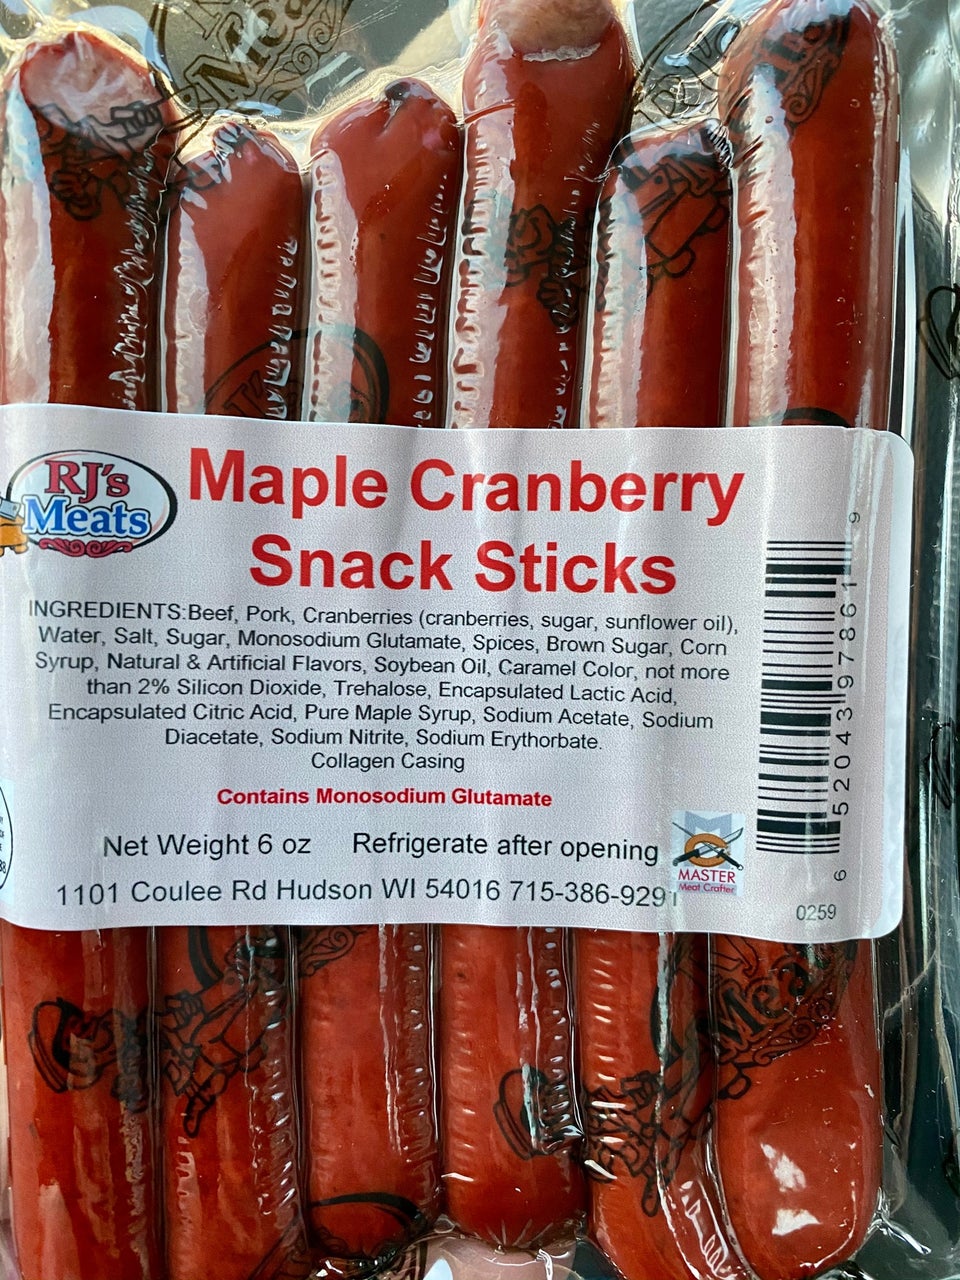 RJ's
Meats
Maple Cranberry
Snack Sticks
INGREDIENTS:Beef, Pork, Cranberries (cranberries, sugar, sunflower oil),
Water, Salt, Sugar, Monosodium Glutamate, Spices, Brown Sugar, Corn
Syrup, Natural & Artificial Flavors, Soybean Oil, Caramel Color, not more
than 2% Silicon Dioxide, Trehalose, Encapsulated Lactic Acid,
Encapsulated Citric Acid, Pure Maple Syrup, Sodium Acetate, Sodium
Diacetate, Sodium Nitrite, Sodium Erythorbate.
Collagen Casing
Contains Monosodium Glutamate
Net Weight 6 oz Refrigerate after opening
MASTER
Meat Crafter
1101 Coulee Rd Hudson WI 54016 715-386-9291
6 52043 97861 9
0259
Mea